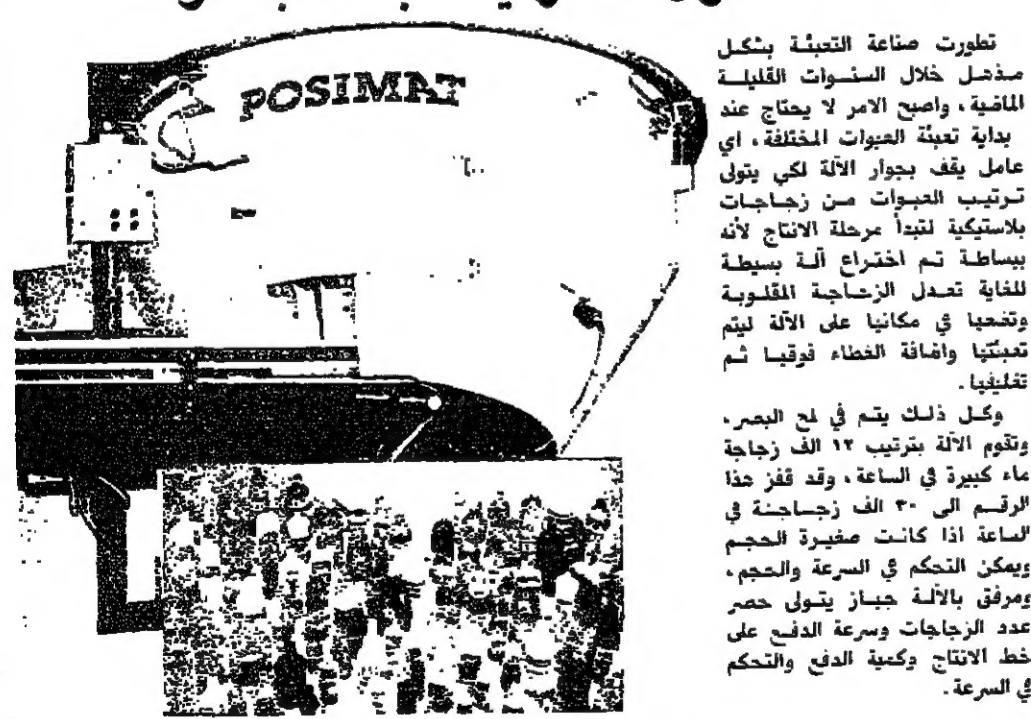 POSIMAT
تطورت صناعة التعبئة بشكل
مذهل خلال السنوات القليلة
الماضية، واصبح الامر لا يحتاج عند
بداية تعبئة العبوات المختلفة، اي
عامل يقف بجوار الآلة لكي يتولى
ترتيب العبوات من زجاجات
بلاستيكية لتبدأ مرحلة الانتاج لأنه
ببساطة تم اختراع آلة بسيطة
للغاية تعدل الزجاجة المقلوبة
وتضعها في مكانها على الآلة ليتم
تعبئتها واضافة الغطاء فوقها ثم
تغليفها.
وكل ذلك يتم في لمح البصر،
وتقوم الآلة بترتيب ١٢ الف زجاجة
ماء كبيرة في الساعة، وقد قفز هذا
الرقم الى ٣٠ الف زجاجة في
الساعة اذا كانت صغيرة الحجم
ويمكن التحكم في السرعة والحجم،
ومرفق بالآلة جهاز يتولى حصر
عدد الزجاجات وسرعة الدفع على
خط الانتاج وكمية الدفع والتحكم
في السرعة.